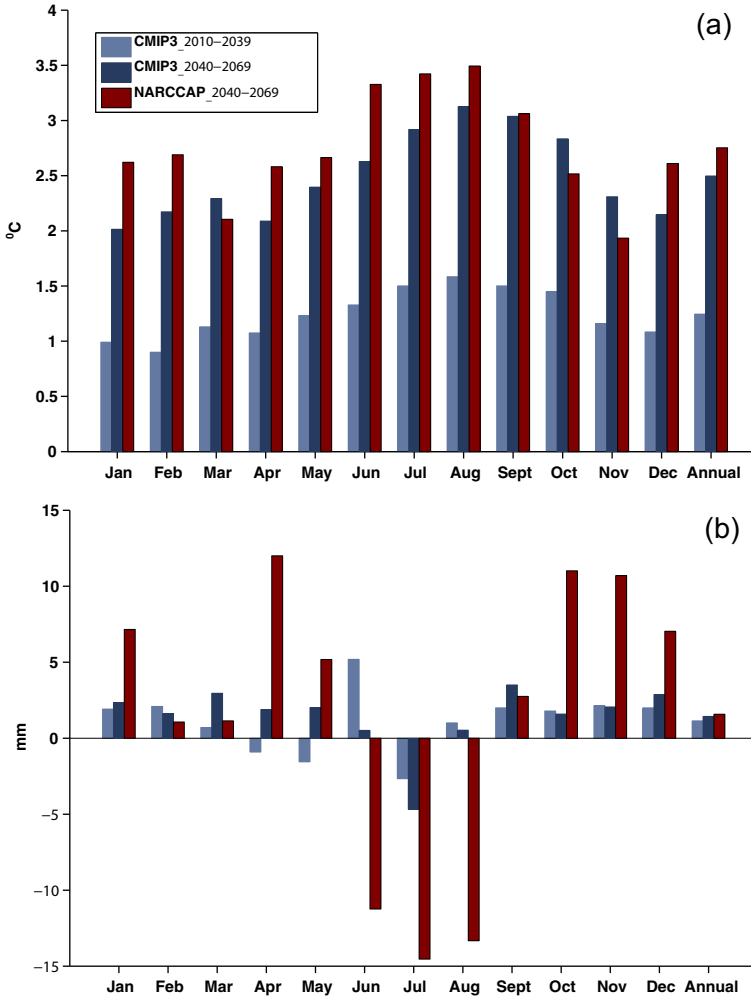 (a)
4
3.5
3
2.5
2
1.5
1
0.5
0
⁰C
CMIP3_2010−2039
CMIP3_2040−2069
NARCCAP_2040−2069
Jan Feb Mar Apr May Jun Jul Aug Sept Oct Nov Dec Annual
(b)
15
10
5
0
−5
−10
−15
mm
Jan Feb Mar Apr May Jun Jul Aug Sept Oct Nov Dec Annual